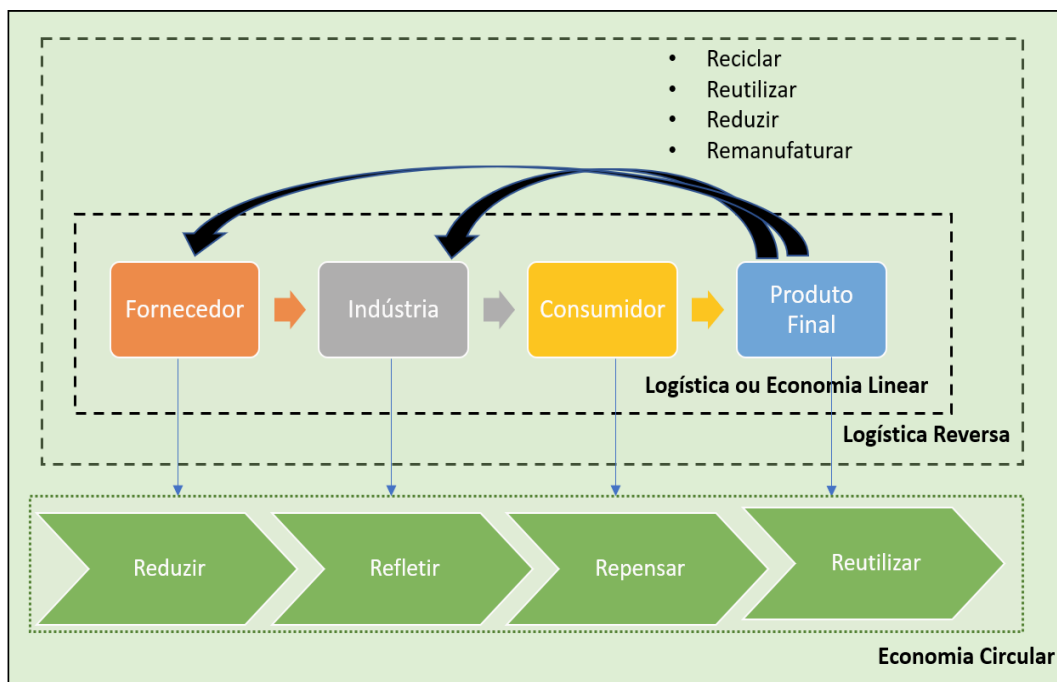 Reciclar
Reutilizar
Reduzir
Remanufaturar
Fornecedor
Indústria
Consumidor
Produto
Final
Logística ou Economia Linear
Logística Reversa
Reduzir
Refletir
Repensar
Reutilizar
Economia Circular